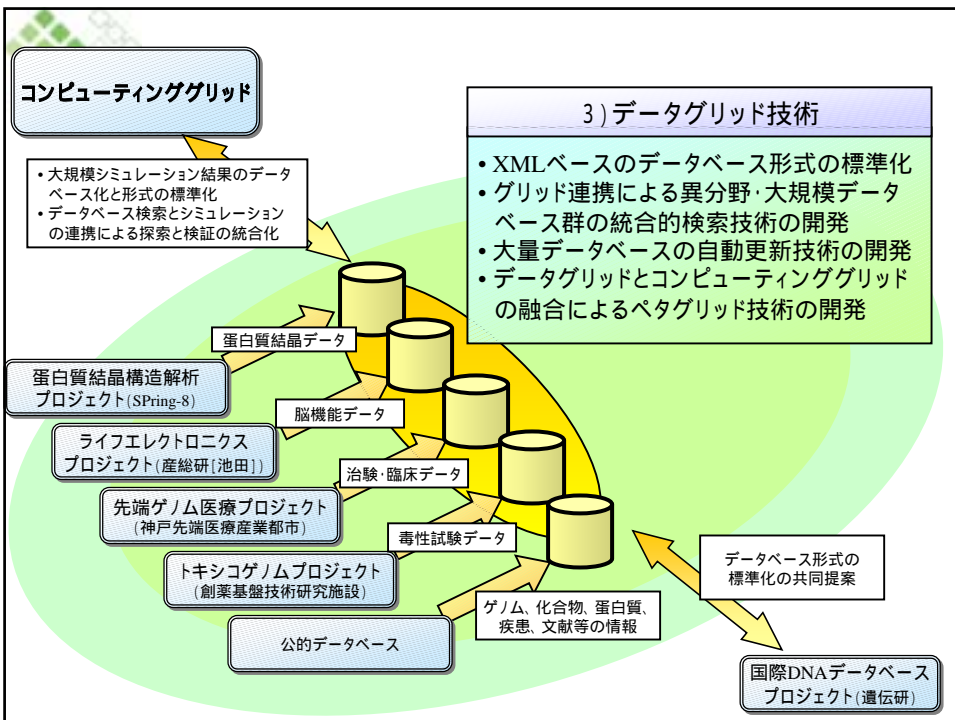 コンピューティンググリッド
・大規模シミュレーション結果のデータ
ベース化と形式の標準化
・データベース検索とシミュレーション
の連携による探索と検証の統合化
3)データグリッド技術
• XMLベースのデータベース形式の標準化
• グリッド連携による異分野・大規模データ
ベース群の統合的検索技術の開発
• 大量データベースの自動更新技術の開発
• データグリッドとコンピューティンググリッド
の融合によるペタグリッド技術の開発
蛋白質結晶データ
蛋白質結晶構造解析
プロジェクト(SPring-8)
脳機能データ
ライフエレクトロニクス
プロジェクト(産総研[池田])
治験・臨床データ
先端ゲノム医療プロジェクト
(神戸先端医療産業都市)
毒性試験データ
トキシコゲノムプロジェクト
(創薬基盤技術研究施設)
ゲノム、化合物、蛋白質、
疾患、文献等の情報
公的データベース
データベース形式の
標準化の共同提案
国際DNAデータベース
プロジェクト(遺伝研)